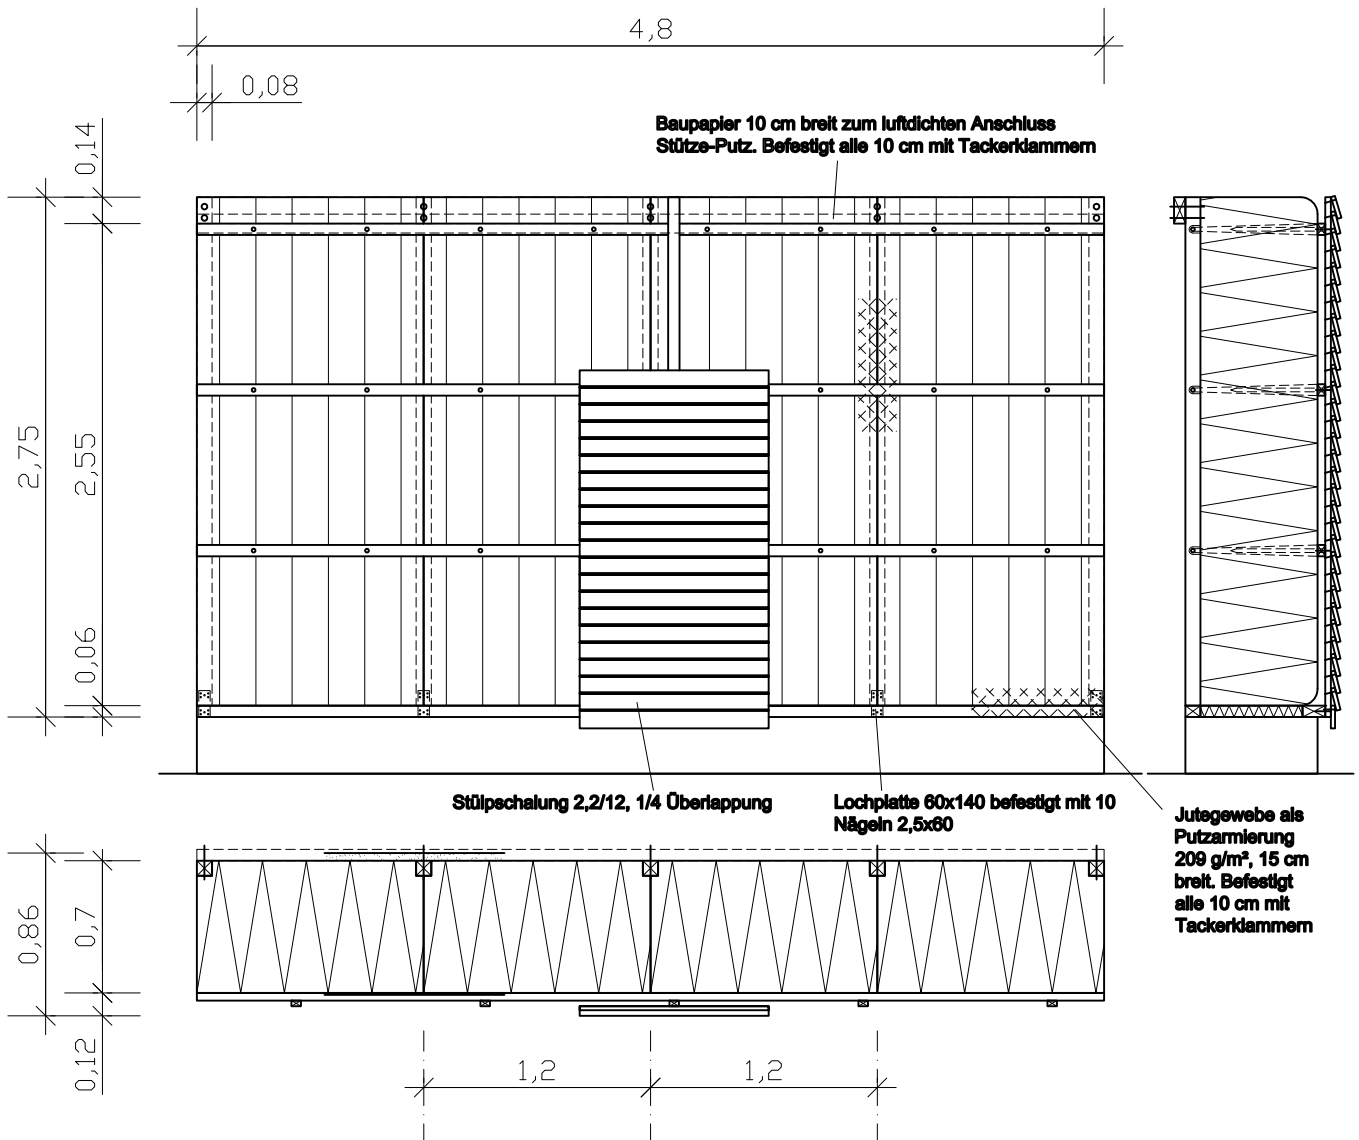 4,8
0,08
Baupapier 10 cm breit zum luftdichten Anschluss
Stütze-Putz. Befestigt alle 10 cm mit Tackerklammern
0,14
2,75
2,55
0,06
Stülpschalung 2,2/12, 1/4 Überlappung
Lochplatte 60x140 befestigt mit 10
Nägeln 2,5x60
Jutegewebe als
Putzarmierung
209 g/m², 15 cm
breit. Befestigt
alle 10 cm mit
Tackerklammern
0,86
0,7
0,12
1,2
1,2